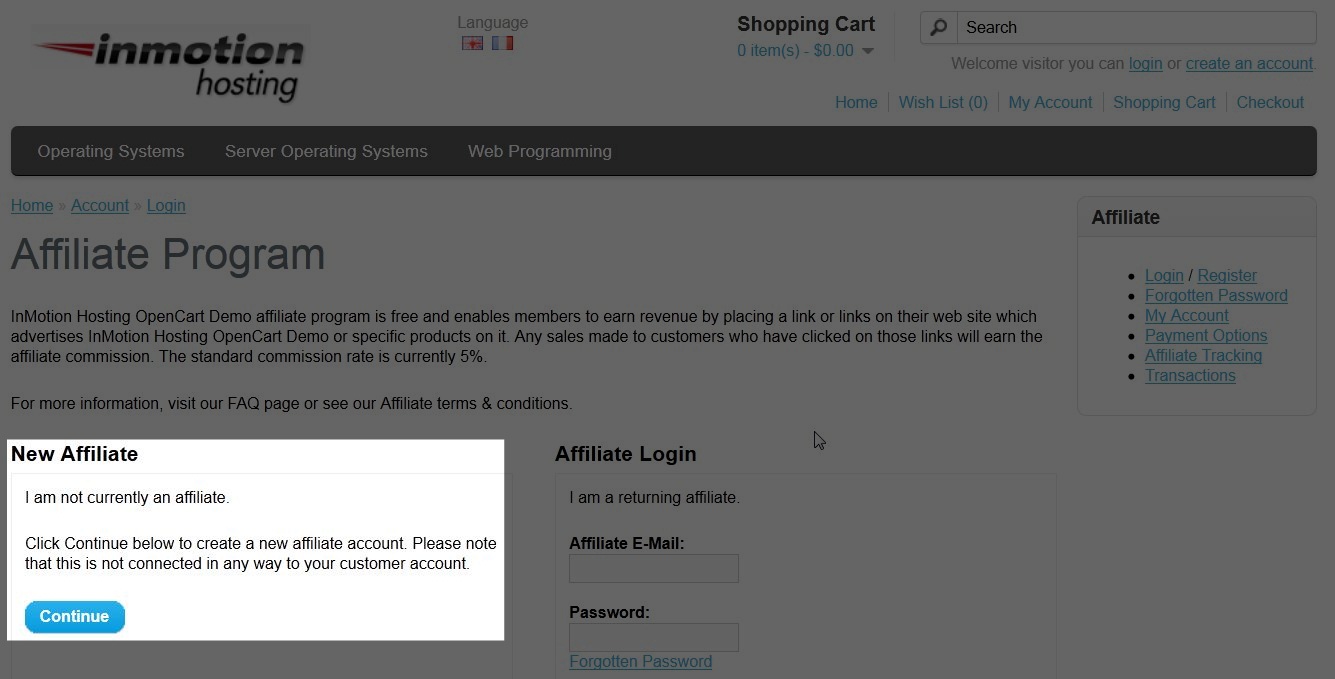 inmotion
hosting
Language
Shopping Cart
0 item(s) - $0.00
Search
Welcome visitor you can login or create an account.
Home
Wish List (0)
My Account
Shopping Cart
Checkout
Operating Systems
Server Operating Systems
Web Programming
Home » Account » Login
Affiliate Program
InMotion Hosting OpenCart Demo affiliate program is free and enables members to earn revenue by placing a link or links on their web site which
advertises InMotion Hosting OpenCart Demo or specific products on it. Any sales made to customers who have clicked on those links will earn the
affiliate commission. The standard commission rate is currently 5%.
For more information, visit our FAQ page or see our Affiliate terms & conditions.
New Affiliate
I am not currently an affiliate.
Click Continue below to create a new affiliate account. Please note
that this is not connected in any way to your customer account.
Continue
Affiliate Login
I am a returning affiliate.
Affiliate E-Mail:
Password:
Forgotten Password
Affiliate
Login / Register
Forgotten Password
My Account
Payment Options
Affiliate Tracking
Transactions